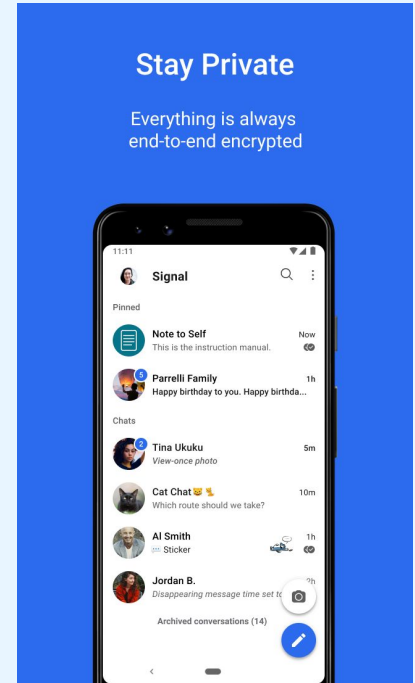 Stay Private
Everything is always
end-to-end encrypted
11:11
Signal
Pinned
Note to Self Now
This is the instruction manual.
5
Parrelli Family 1h
Happy birthday to you. Happy birthda...
Chats
2
Tina Ukuku 5m
View-once photo
Cat Chat😸🐈 10m
Which route should we take?
Al Smith 1h
Sticker
Jordan B. 2h
Disappearing message time set to
Archived conversations (14)